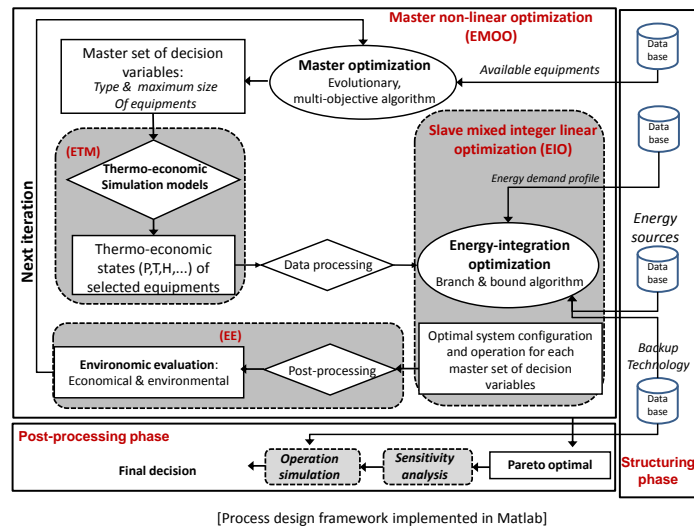 Master non-linear optimization
(EMOO)
Master set of decision
variables:
Type & maximum size
Of equipments
Master optimization
Evolutionary,
multi-objective algorithm
Available equipments
Data
base
Data
base
Slave mixed integer linear
optimization (EIO)
(ETM)
Thermo-economic
Simulation models
Energy demand profile
Next iteration
Energy
sources
Thermo-economic
states (P,T,H,...) of
selected equipments
Data processing
Energy-integration
optimization
Branch & bound algorithm
Data
base
(EE)
Environomic evaluation:
Economical & environmental
Post-processing
Optimal system configuration
and operation for each
master set of decision
variables
Backup
Technology
Data
base
Post-processing phase
Final decision
Operation
simulation
Sensitivity
analysis
Pareto optimal
Structuring
phase
[Process design framework implemented in Matlab]